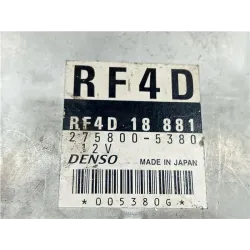 RF4D
RF4D 18 881
275800-5380
12V
DENSO MADE IN JAPAN
*005380G*